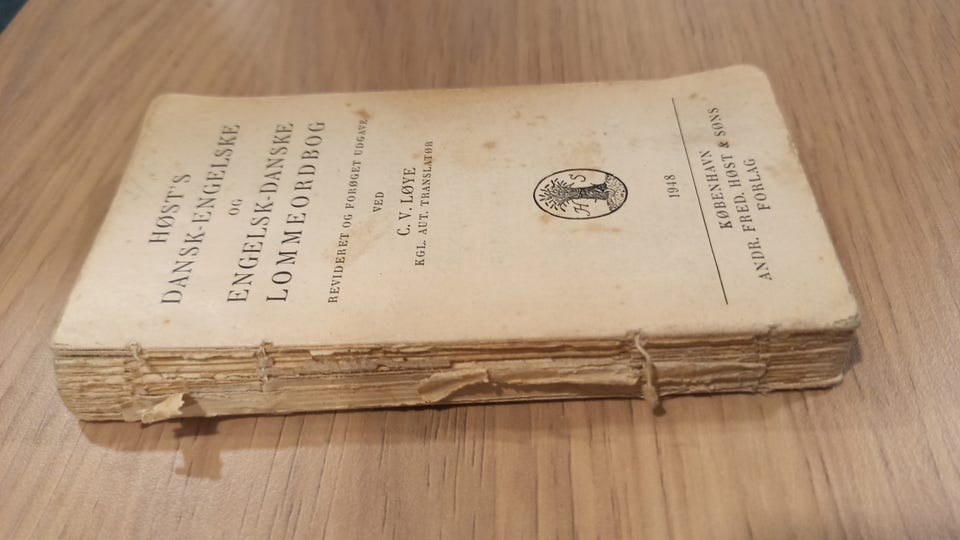 HØST'S
DANSK-ENGELSKE
OG
ENGELSK-DANSKE
LOMMEORDBOG
REVIDERET OG FORØGET UDGAVE
VED
C. V. LØYE
KGL. AUT. TRANSLATØR
H S
1948
KØBENHAVN
ANDR. FRED. HØST & SØNS
FORLAG